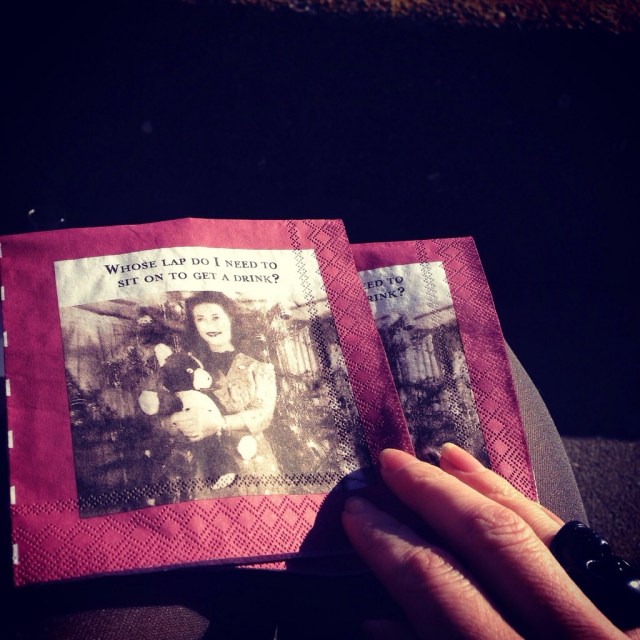 WHOSE LAP DO I NEED TO
SIT ON TO GET A DRINK?
EED TO
RINK?